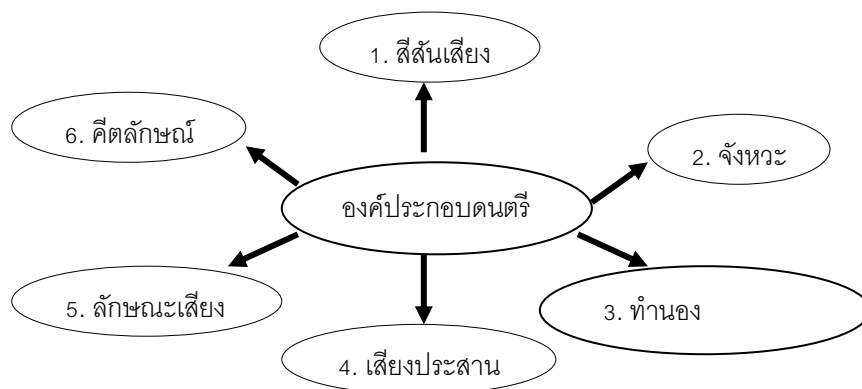 1. สีสันเสียง
6. คีตลักษณ์
2. จังหวะ
องค์ประกอบดนตรี
5. ลักษณะเสียง
3. ทำนอง
4. เสียงประสาน